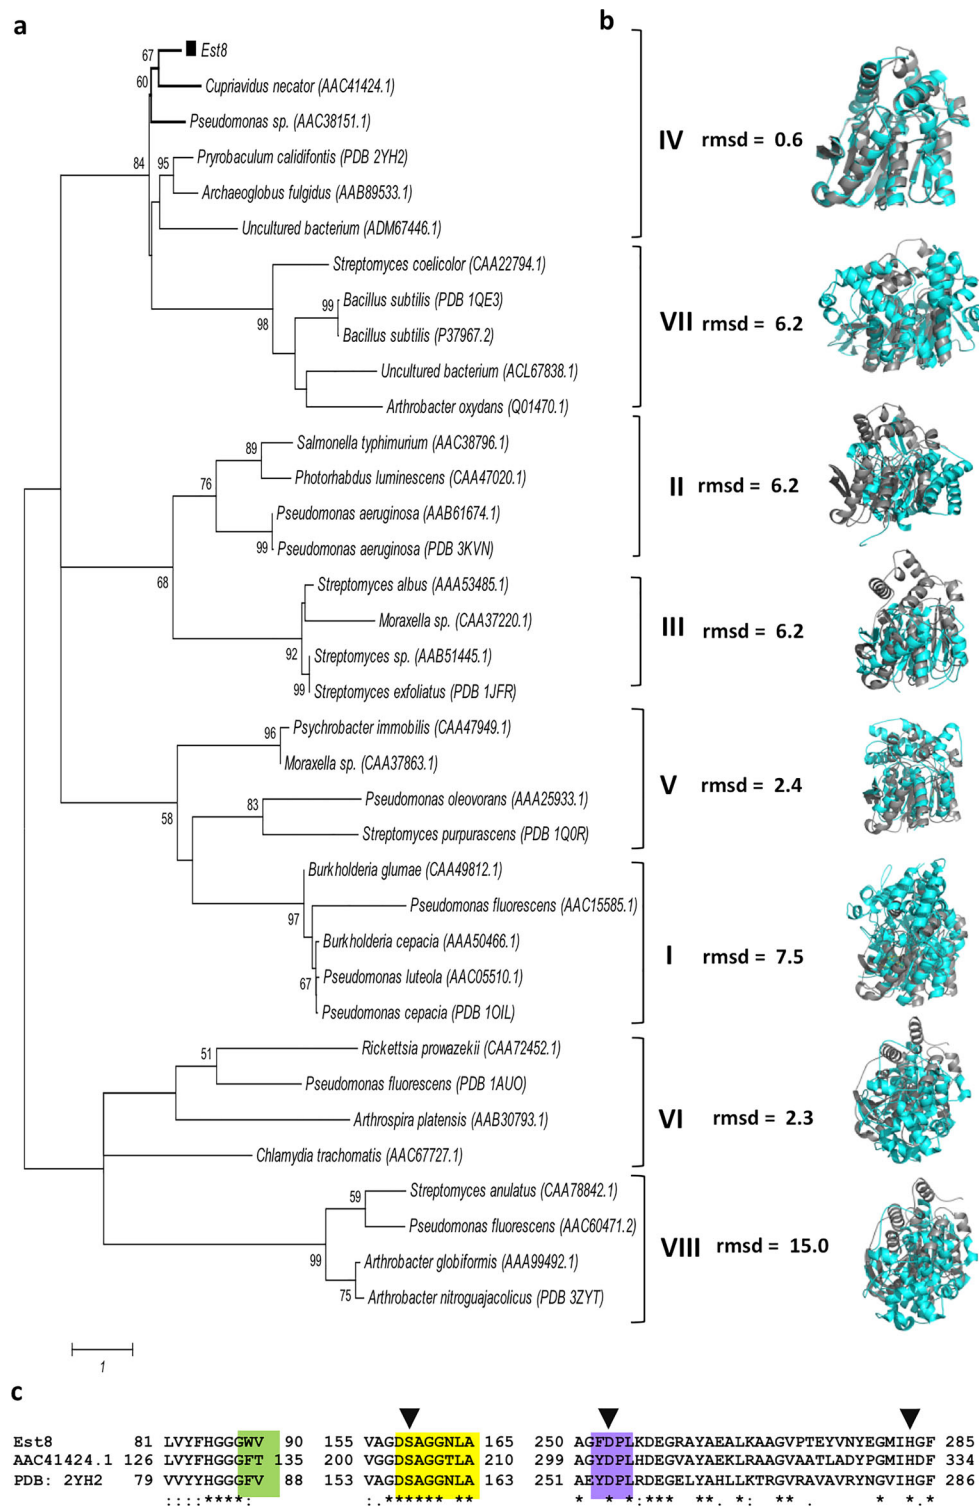 a
b
67
Est8
60
Cupriavidus necator (AAC41424.1)
Pseudomonas sp. (AAC38151.1)
IV rmsd = 0.6
84
95
Pryrobaculum calidifontis (PDB 2YH2)
Archaeoglobus fulgidus (AAB89533.1)
Uncultured bacterium (ADM67446.1)
Streptomyces coelicolor (CAA22794.1)
99
Bacillus subtilis (PDB 1QE3)
98
Bacillus subtilis (P37967.2)
VII rmsd = 6.2
Uncultured bacterium (ACL67838.1)
Arthrobacter oxydans (Q01470.1)
89
Salmonella typhimurium (AAC38796.1)
76
Photorhabdus luminescens (CAA47020.1)
II rmsd = 6.2
Pseudomonas aeruginosa (AAB61674.1)
99
Pseudomonas aeruginosa (PDB 3KVN)
68
Streptomyces albus (AAA53485.1)
Moraxella sp. (CAA37220.1)
III rmsd = 6.2
92
Streptomyces sp. (AAB51445.1)
99
Streptomyces exfoliatus (PDB 1JFR)
96
Psychrobacter immobilis (CAA47949.1)
Moraxella sp. (CAA37863.1)
V rmsd = 2.4
58
83
Pseudomonas oleovorans (AAA25933.1)
Streptomyces purpurascens (PDB 1Q0R)
Burkholderia glumae (CAA49812.1)
97
Pseudomonas fluorescens (AAC15585.1)
Burkholderia cepacia (AAA50466.1)
I rmsd = 7.5
67
Pseudomonas luteola (AAC05510.1)
Pseudomonas cepacia (PDB 1OIL)
51
Rickettsia prowazekii (CAA72452.1)
Pseudomonas fluorescens (PDB 1AUO)
Arthrospira platensis (AAB30793.1)
VI rmsd = 2.3
Chlamydia trachomatis (AAC67727.1)
59
Streptomyces anulatus (CAA78842.1)
Pseudomonas fluorescens (AAC60471.2)
VIII rmsd = 15.0
99
Arthrobacter globiformis (AAA99492.1)
75
Arthrobacter nitroguajacolicus (PDB 3ZYT)
1
c
Est8 81 LVYFHGGGWV 90 155 VAGDSAGGNLA 165 250 AGFDPLKDEGRAYAEALKAAGVPTEYVNYEGMIHGF 285
AAC41424.1 126 LVYFHGGGFT 135 200 VGGDSAGGTLA 210 299 AGYDPLHDEGVAYAEKLRAAGVAATLADYPGMIHDF 334
PDB: 2YH2 79 VVYYHGGGFV 88 153 VAGDSAGGNLA 163 251 AEYDPLRDEGELYAHLLKTRGVRAVAVRYNGVIHGF 286